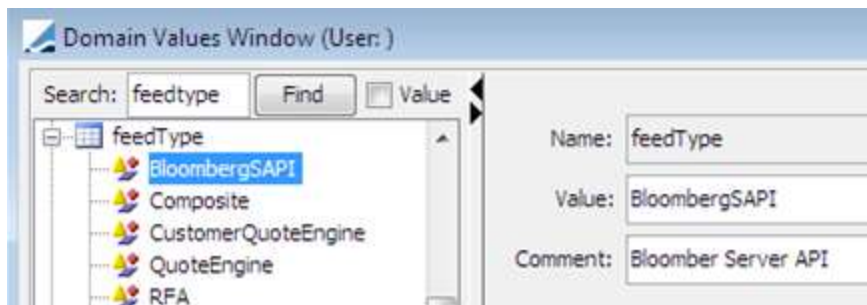 Domain Values Window (User: )
Search: feedtype Find Value
feedType
BloombergSAPI
Composite
CustomerQuoteEngine
QuoteEngine
RFA
Name: feedType
Value: BloombergSAPI
Comment: Bloomber Server API